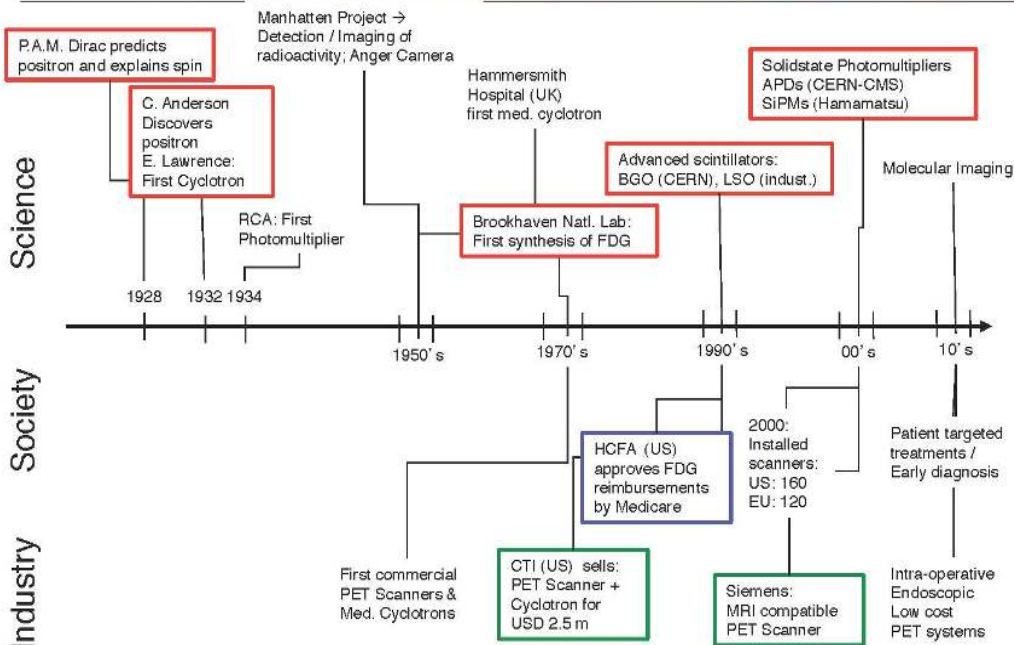 Manhatten Project →
Detection / Imaging of
radioactivity; Anger Camera
P.A.M. Dirac predicts
positron and explains spin
C. Anderson
Discovers
positron
E. Lawrence:
First Cyclotron
RCA: First
Photomultiplier
Hammersmith
Hospital (UK)
first med. cyclotron
Brookhaven Natl. Lab:
First synthesis of FDG
Advanced scintillators:
BGO (CERN), LSO (indust.)
Solidstate Photomultipliers
APDs (CERN-CMS)
SiPMs (Hamamatsu)
Molecular Imaging
Science
1928
1932
1934
1950's
1970's
1990's
00's
10's
Society
HCFA (US)
approves FDG
reimbursements
by Medicare
2000:
Installed
scanners:
US: 160
EU: 120
Patient targeted
treatments /
Early diagnosis
Industry
First commercial
PET Scanners &
Med. Cyclotrons
CTI (US) sells:
PET Scanner +
Cyclotron for
USD 2.5 m
Siemens:
MRI compatible
PET Scanner
Intra-operative
Endoscopic
Low cost
PET systems